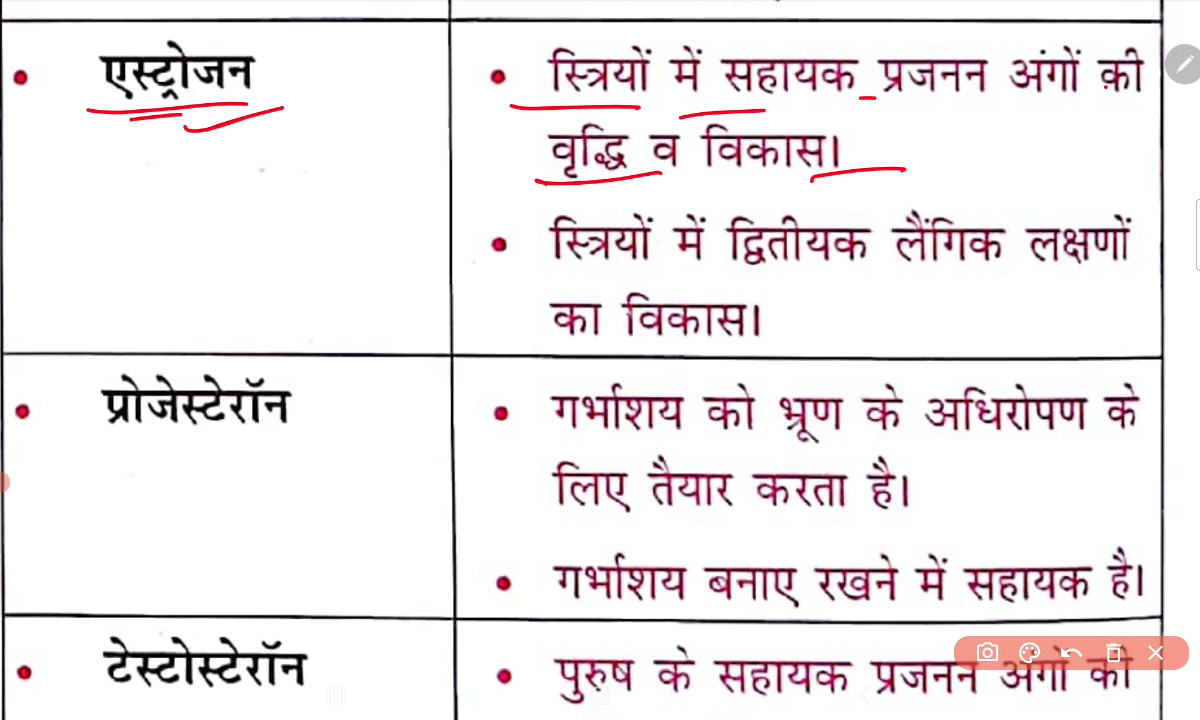 • एस्ट्रोजन
• स्त्रियों में सहायक प्रजनन अंगों की
वृद्धि व विकास।
• स्त्रियों में द्वितीयक लैंगिक लक्षणों
का विकास।
• प्रोजेस्टेरॉन
• गर्भाशय को भ्रूण के अधिरोपण के
लिए तैयार करता है।
• गर्भाशय बनाए रखने में सहायक है।
• टेस्टोस्टेरॉन
• पुरुष के सहायक प्रजनन अंगों की